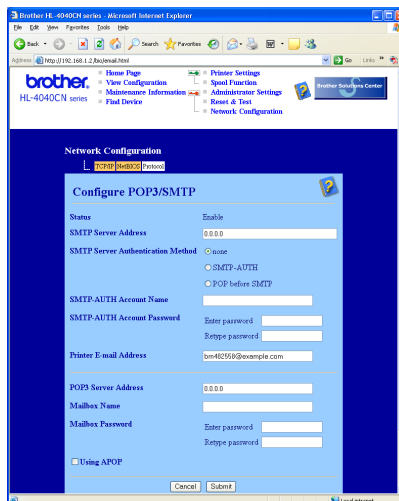 Brother HL-4040CN series - Microsoft Internet Explorer
File Edit View Favorites Tools Help
Back Search Favorites
Address http://192.168.1.2/bio/email.html Go Links »
brother.
HL-4040CN series
Home Page
View Configuration
Maintenance Information
Find Device
Printer Settings
Spool Function
Administrator Settings
Reset & Test
Network Configuration
Brother Solutions Center
Network Configuration
TCP/IP NetBIOS Protocol
Configure POP3/SMTP
Status Enable
SMTP Server Address 0.0.0.0
SMTP Server Authentication Method none
SMTP-AUTH
POP before SMTP
SMTP-AUTH Account Name
SMTP-AUTH Account Password Enter password
Retype password
Printer E-mail Address brn482550@example.com
POP3 Server Address 0.0.0.0
Mailbox Name
Mailbox Password Enter password
Retype password
Using APOP
Cancel Submit
Local intranet